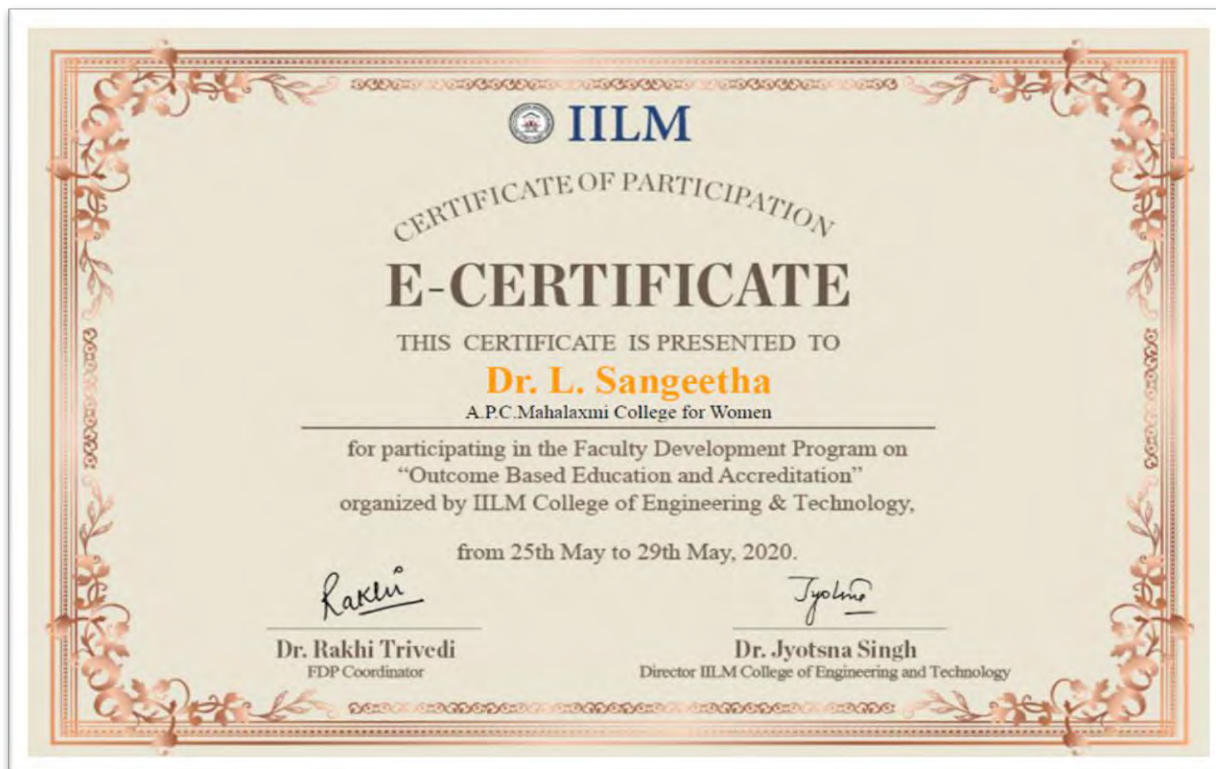 IILM
CERTIFICATE OF PARTICIPATION
E-CERTIFICATE
THIS CERTIFICATE IS PRESENTED TO
Dr. L. Sangeetha
A.P.C.Mahalaxmi College for Women
for participating in the Faculty Development Program on
“Outcome Based Education and Accreditation”
organized by IILM College of Engineering & Technology,
from 25th May to 29th May, 2020.
Rakhi
Jyotsna
Dr. Rakhi Trivedi
Dr. Jyotsna Singh
FDP Coordinator
Director IILM College of Engineering and Technology